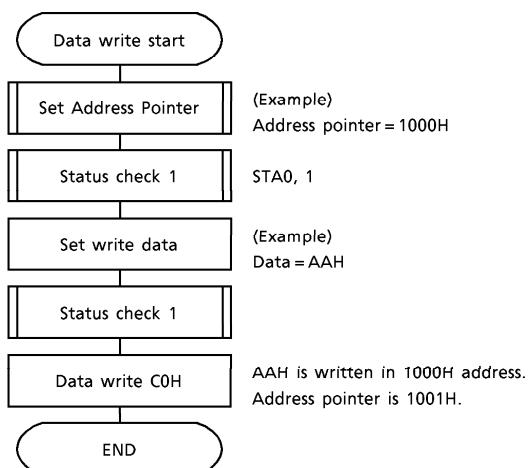 Data write start
Set Address Pointer
(Example)
Address pointer = 1000H
Status check 1
STA0, 1
Set write data
(Example)
Data = AAH
Status check 1
Data write C0H
AAH is written in 1000H address.
Address pointer is 1001H.
END